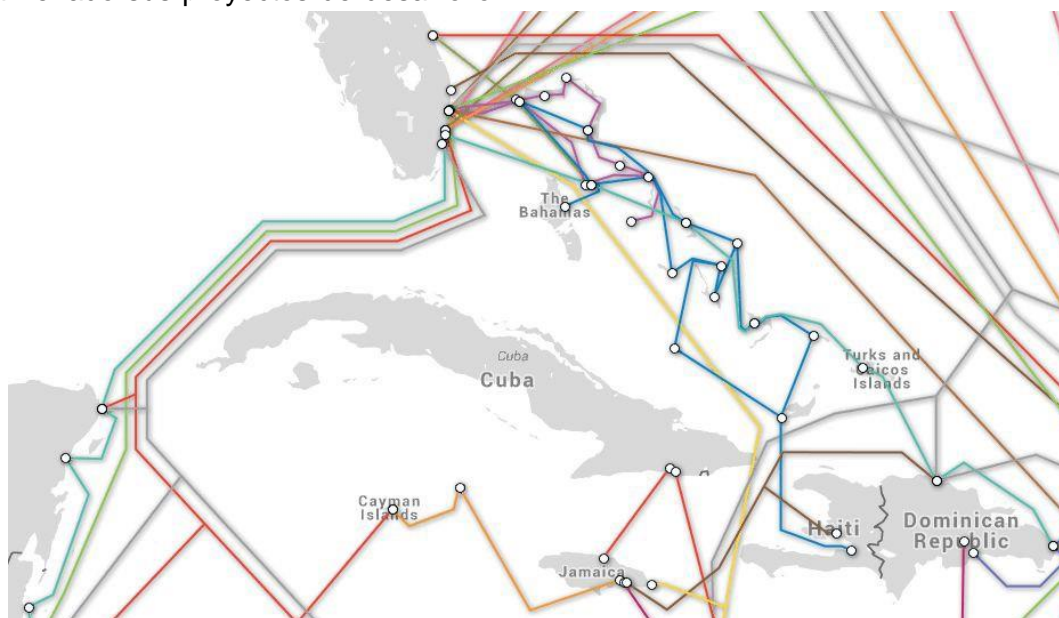 The
Bahamas
Cuba
Cuba
Turks and
Caicos
Islands
Cayman
Islands
Haiti
Dominican
Republic
Jamaica